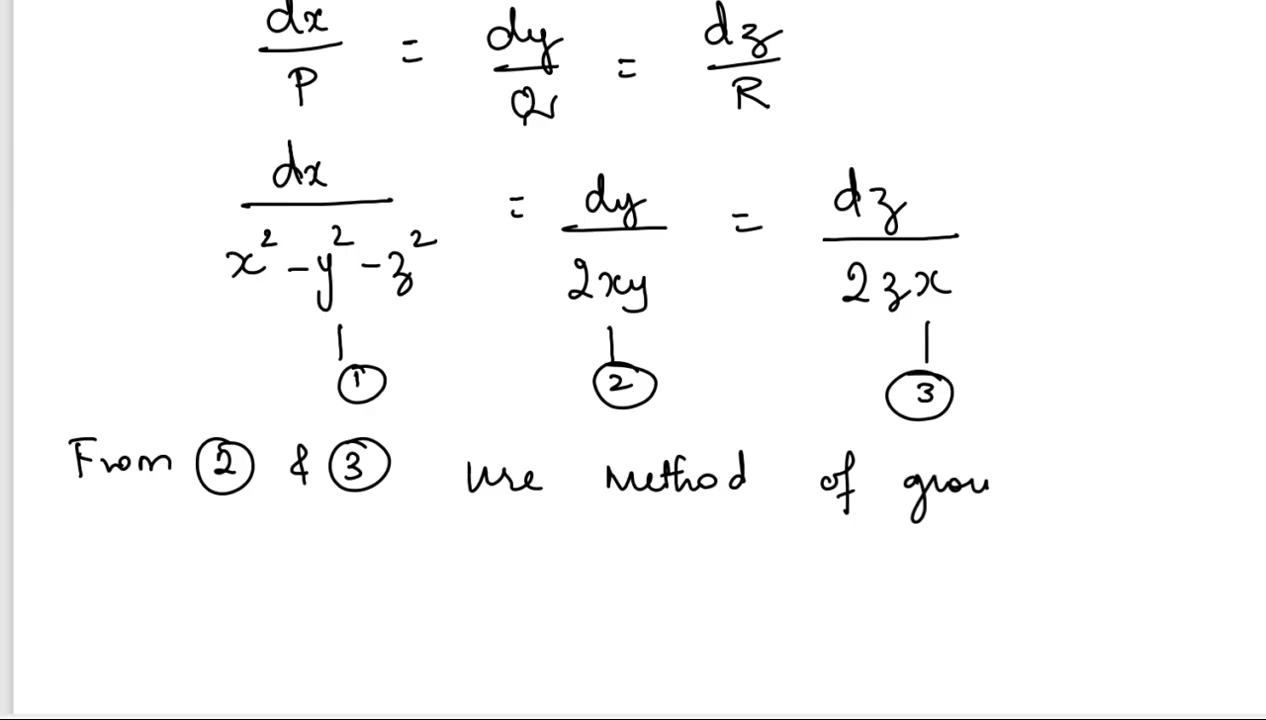 dx/P = dy/Q = dz/R
dx/(x² - y² - z²) = dy/(2xy) = dz/(2zx)
① ② ③
From ② & ③ use method of grou